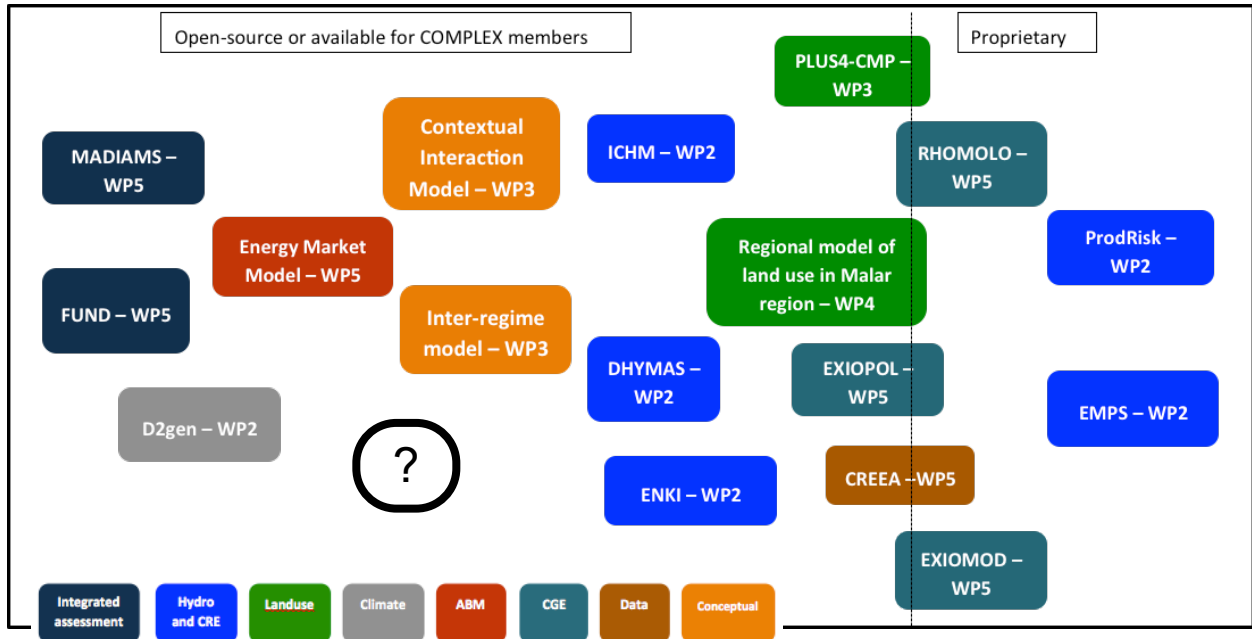 Open-source or available for COMPLEX members
Proprietary
PLUS4-CMP –
WP3
MADIAMS –
WP5
Contextual
Interaction
Model – WP3
ICHM – WP2
RHOMOLO –
WP5
Energy Market
Model – WP5
Regional model of
land use in Malar
region – WP4
ProdRisk –
WP2
FUND – WP5
Inter-regime
model – WP3
DHYMAS –
WP2
EXIOPOL –
WP5
EMPS – WP2
D2gen – WP2
?
ENKI – WP2
CREEA –WP5
EXIOMOD –
WP5
Integrated
assessment
Hydro
and CRE
Landuse
Climate
ABM
CGE
Data
Conceptual